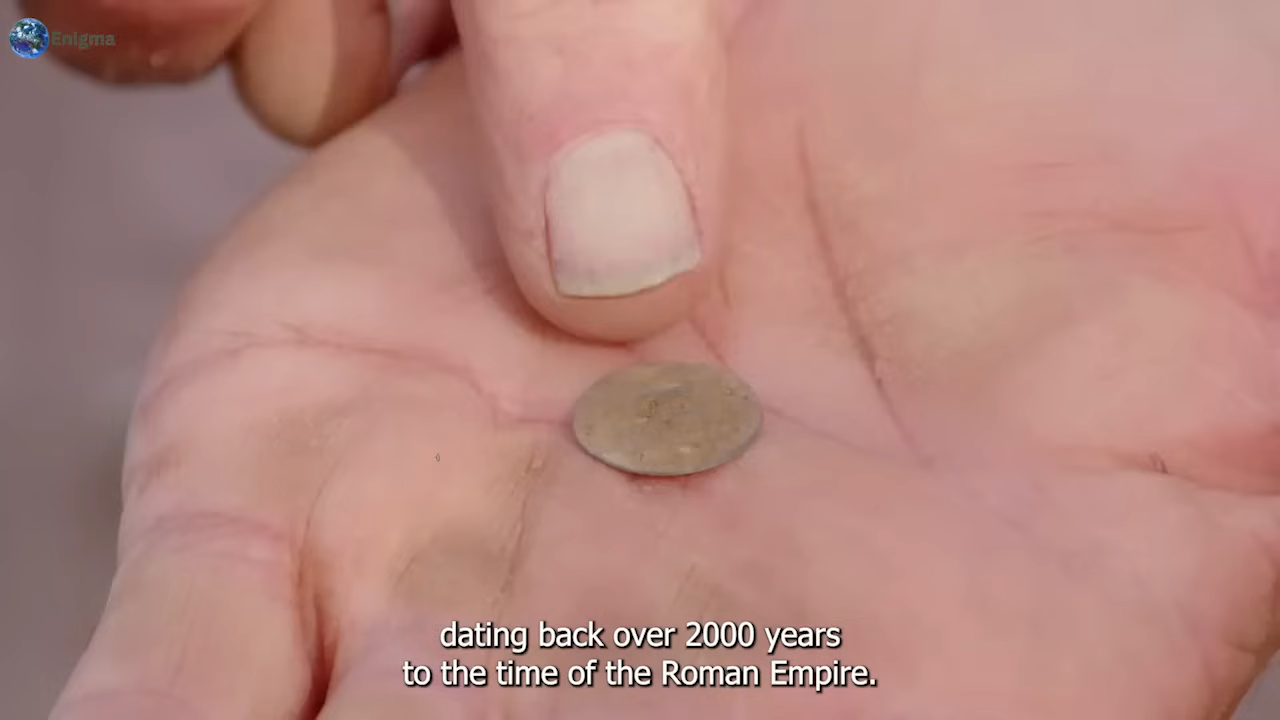 Enigma
dating back over 2000 years
to the time of the Roman Empire.